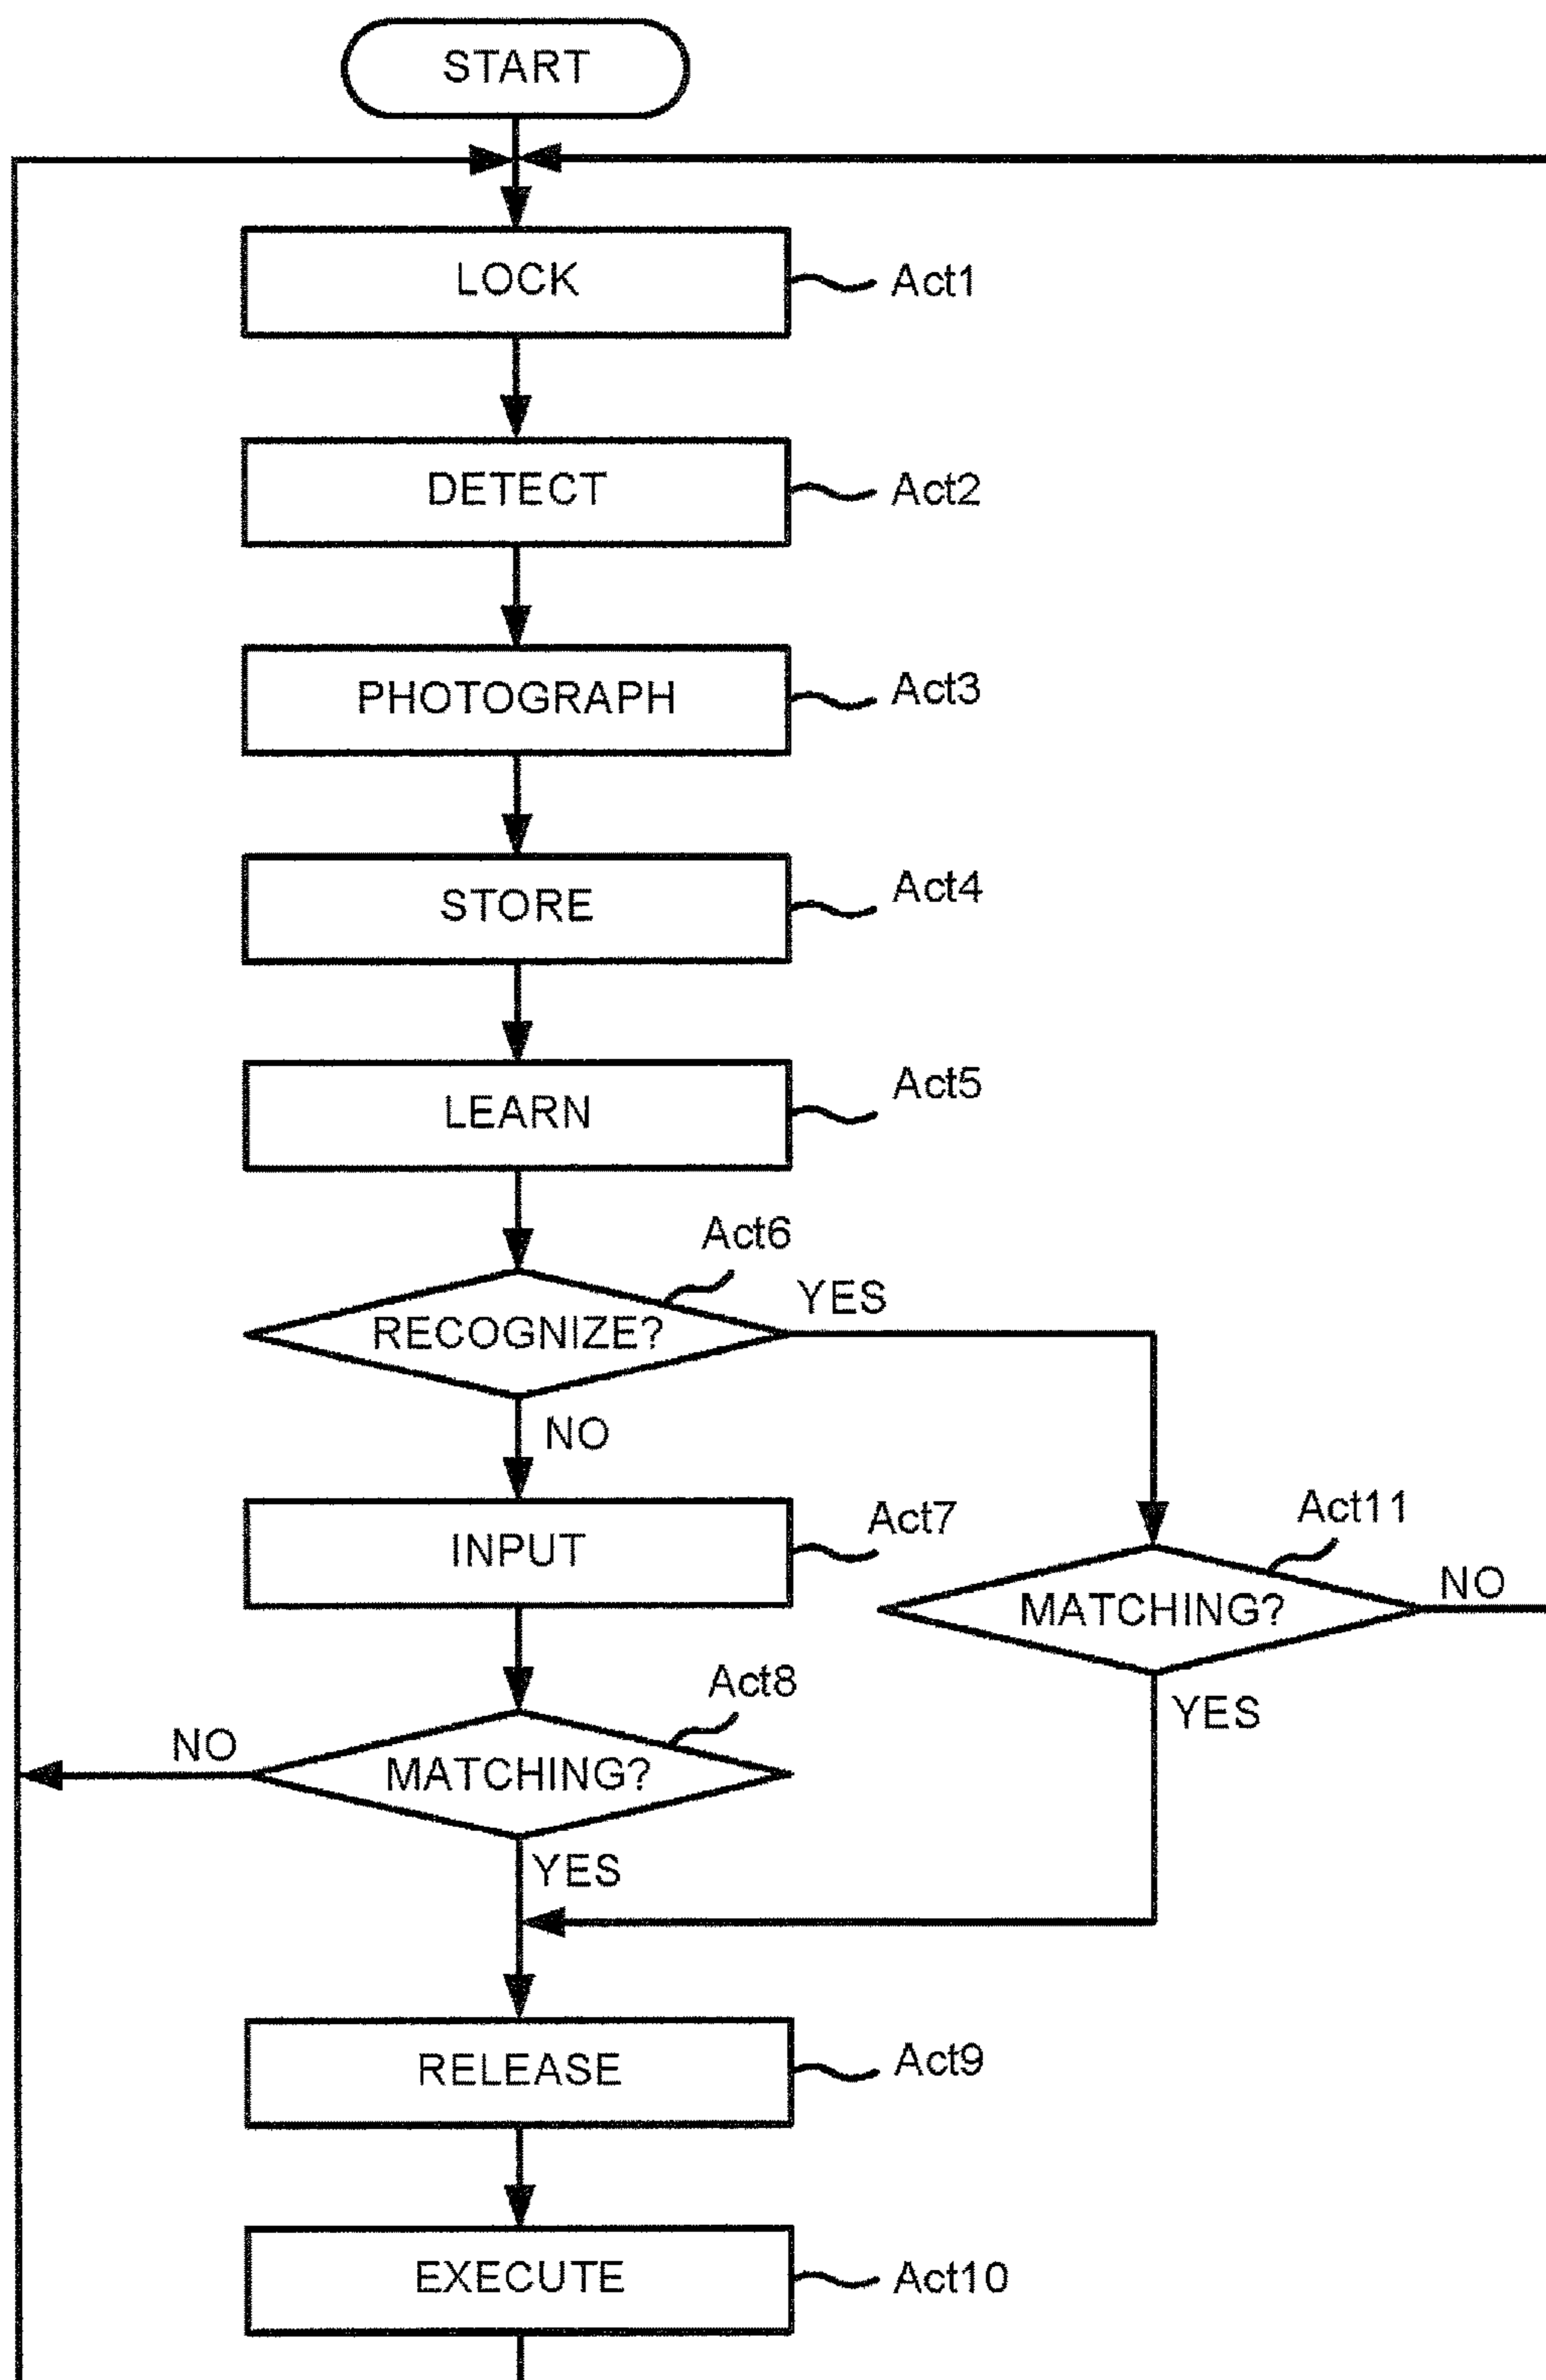 START
LOCK
Act1
DETECT
Act2
PHOTOGRAPH
Act3
STORE
Act4
LEARN
Act5
Act6
RECOGNIZE?
YES
NO
INPUT
Act7
Act11
MATCHING?
NO
YES
Act8
MATCHING?
NO
YES
RELEASE
Act9
EXECUTE
Act10